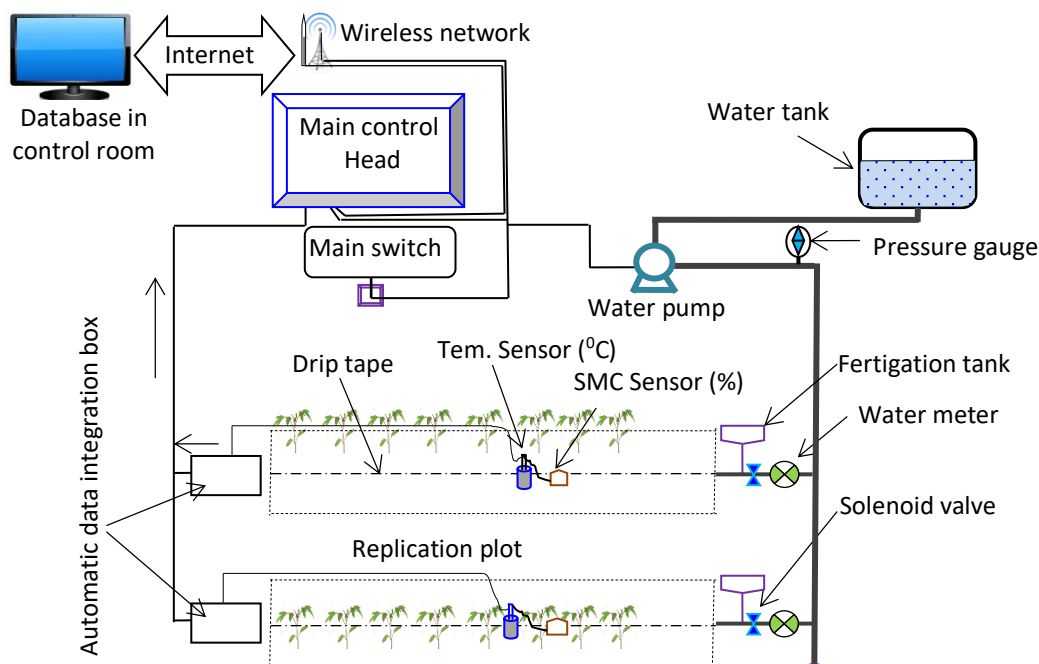 Wireless network
Internet
Database in
control room
Main control
Head
Water tank
Main switch
Pressure gauge
Water pump
Automatic data integration box
Drip tape
Tem. Sensor (⁰C)
SMC Sensor (%)
Fertigation tank
Water meter
Solenoid valve
Replication plot